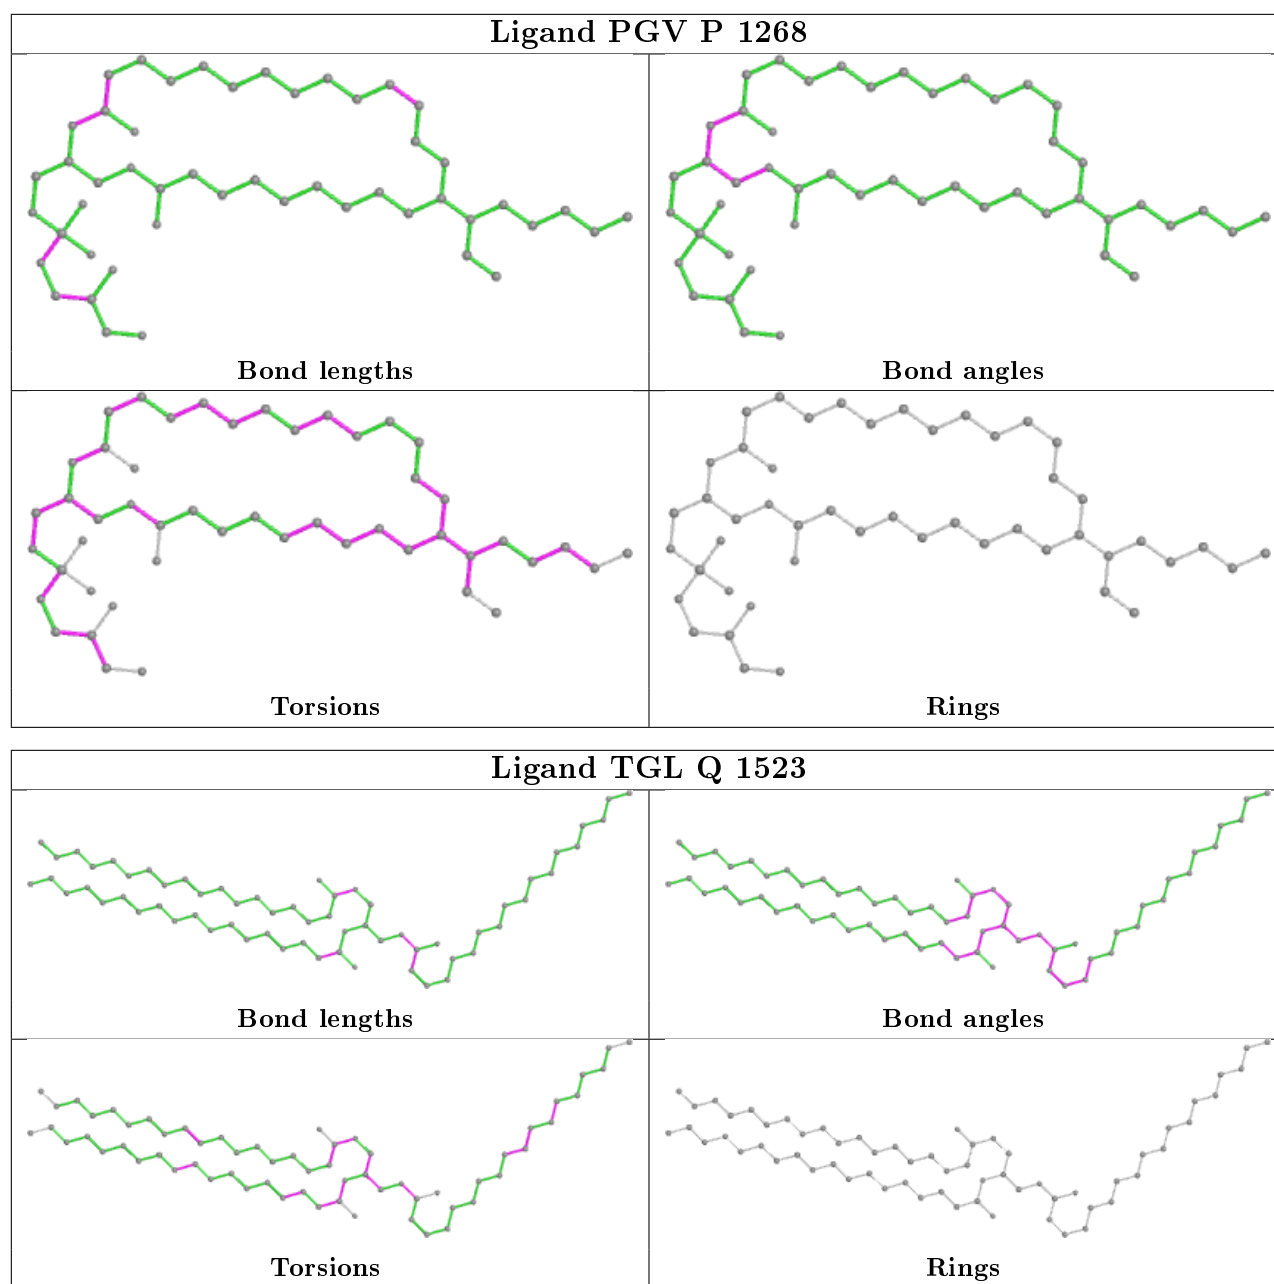 Ligand PGV P 1268
Bond lengths
Bond angles
Torsions
Rings
Ligand TGL Q 1523
Bond lengths
Bond angles
Torsions
Rings